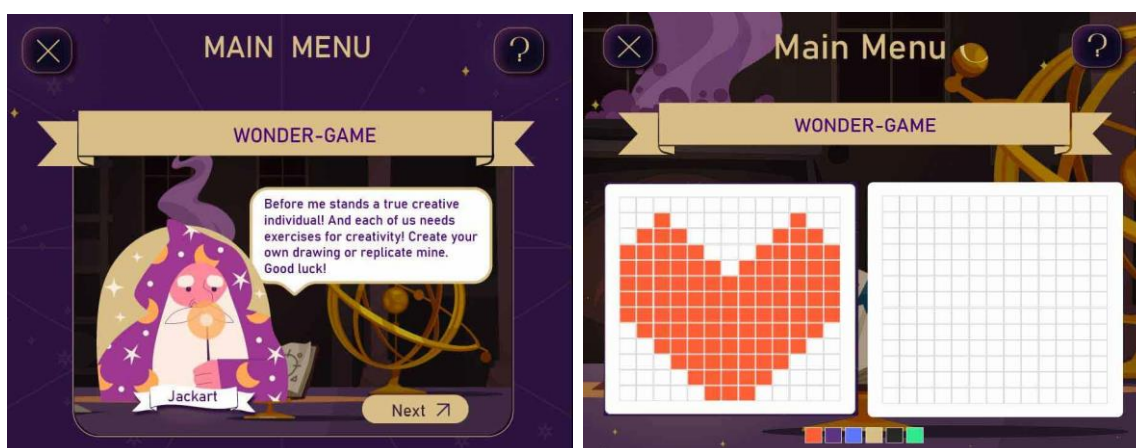 MAIN MENU
WONDER-GAME
Before me stands a true creative
individual! And each of us needs
exercises for creativity! Create your
own drawing or replicate mine.
Good luck!
Jackart
Next
?
Main Menu
?
WONDER-GAME